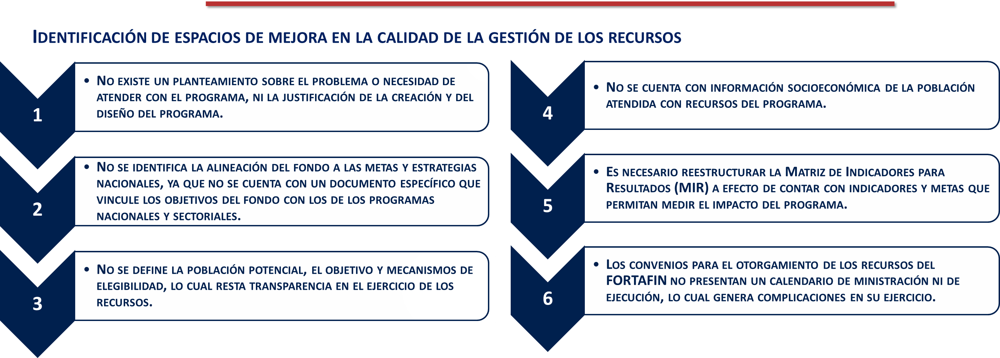 IDENTIFICACIÓN DE ESPACIOS DE MEJORA EN LA CALIDAD DE LA GESTIÓN DE LOS RECURSOS
1
• NO EXISTE UN PLANTEAMIENTO SOBRE EL PROBLEMA O NECESIDAD DE
ATENDER CON EL PROGRAMA, NI LA JUSTIFICACIÓN DE LA CREACIÓN Y DEL
DISEÑO DEL PROGRAMA.
2
• NO SE IDENTIFICA LA ALINEACIÓN DEL FONDO A LAS METAS Y ESTRATEGIAS
NACIONALES, YA QUE NO SE CUENTA CON UN DOCUMENTO ESPECÍFICO QUE
VINCULE LOS OBJETIVOS DEL FONDO CON LOS DE LOS PROGRAMAS
NACIONALES Y SECTORIALES.
3
• NO SE DEFINE LA POBLACIÓN POTENCIAL, EL OBJETIVO Y MECANISMOS DE
ELEGIBILIDAD, LO CUAL RESTA TRANSPARENCIA EN EL EJERCICIO DE LOS
RECURSOS.
4
• NO SE CUENTA CON INFORMACIÓN SOCIOECONÓMICA DE LA POBLACIÓN
ATENDIDA CON RECURSOS DEL PROGRAMA.
5
• ES NECESARIO REESTRUCTURAR LA MATRIZ DE INDICADORES PARA
RESULTADOS (MIR) A EFECTO DE CONTAR CON INDICADORES Y METAS QUE
PERMITAN MEDIR EL IMPACTO DEL PROGRAMA.
6
• LOS CONVENIOS PARA EL OTORGAMIENTO DE LOS RECURSOS DEL
FORTAFIN NO PRESENTAN UN CALENDARIO DE MINISTRACIÓN NI DE
EJECUCIÓN, LO CUAL GENERA COMPLICACIONES EN SU EJERCICIO.